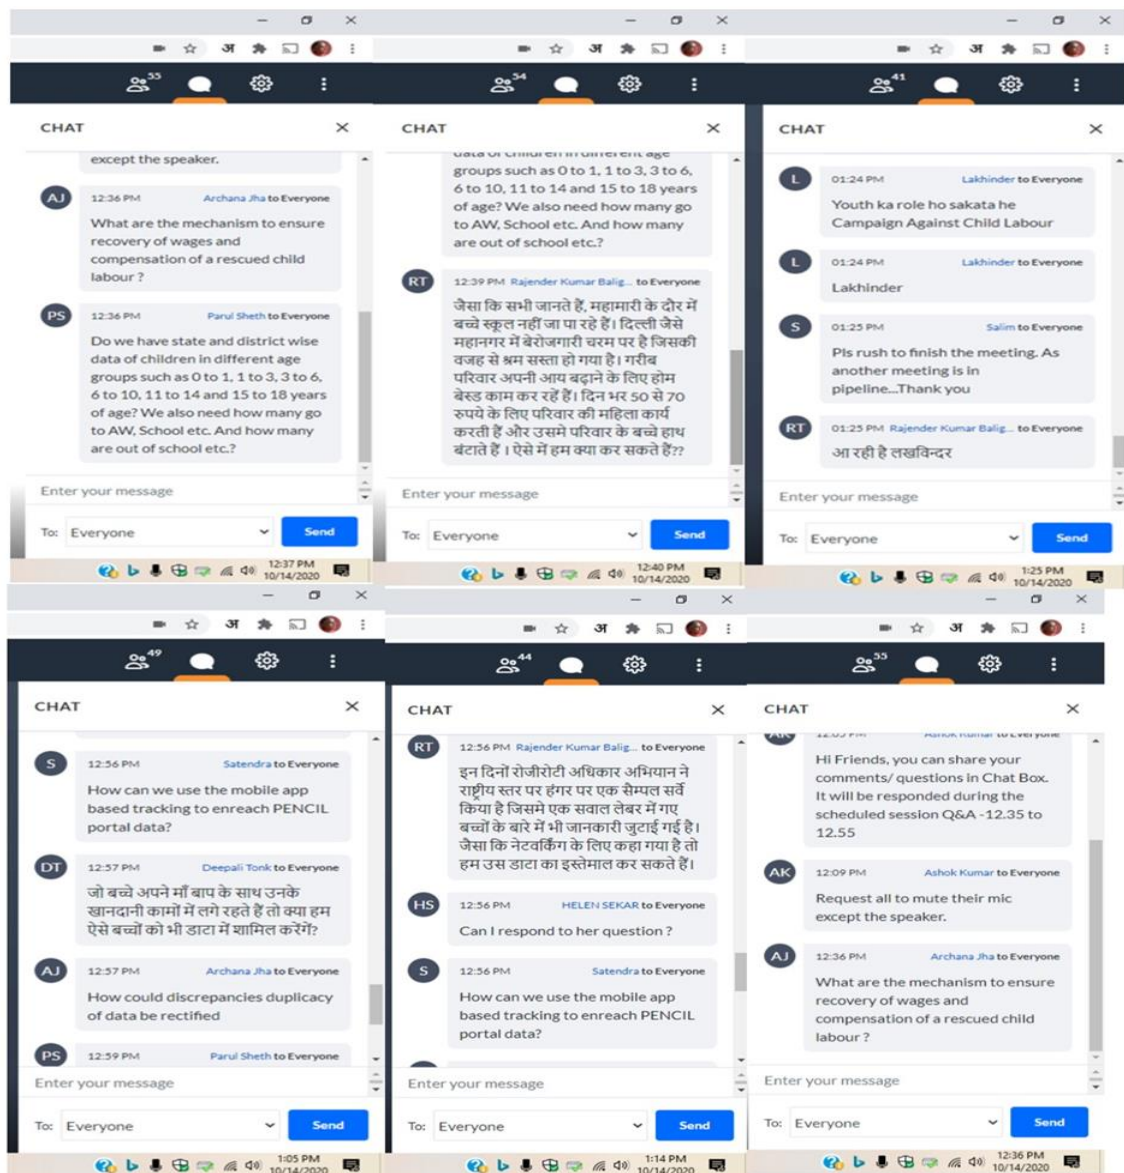 अ
55
CHAT
except the speaker.
AJ
12:36 PM Archana Jha to Everyone
What are the mechanism to ensure
recovery of wages and
compensation of a rescued child
labour ?
PS
12:36 PM Parul Sheth to Everyone
Do we have state and district wise
data of children in different age
groups such as 0 to 1, 1 to 3, 3 to 6,
6 to 10, 11 to 14 and 15 to 18 years
of age? We also need how many go
to AW, School etc. And how many
are out of school etc.?
Enter your message
To: Everyone
Send
12:37 PM
10/14/2020
अ
54
CHAT
data of children in different age
groups such as 0 to 1, 1 to 3, 3 to 6,
6 to 10, 11 to 14 and 15 to 18 years
of age? We also need how many go
to AW, School etc. And how many
are out of school etc.?
RT
12:39 PM Rajender Kumar Balig... to Everyone
जैसा कि सभी जानते हैं, महामारी के दौर में
बच्चे स्कूल नहीं जा पा रहे हैं। दिल्ली जैसे
महानगर में बेरोजगारी चरम पर है जिसकी
वजह से श्रम सस्ता हो गया है। गरीब
परिवार अपनी आय बढ़ाने के लिए होम
बेस्ड काम कर रहें हैं। दिन भर 50 से 70
रुपये के लिए परिवार की महिला कार्य
करती हैं और उसमे परिवार के बच्चे हाथ
बंटाते हैं । ऐसे में हम क्या कर सकते हैं??
Enter your message
To: Everyone
Send
12:40 PM
10/14/2020
अ
41
CHAT
L
01:24 PM Lakhinder to Everyone
Youth ka role ho sakata he
Campaign Against Child Labour
L
01:24 PM Lakhinder to Everyone
Lakhinder
S
01:25 PM Salim to Everyone
Pls rush to finish the meeting. As
another meeting is in
pipeline...Thank you
RT
01:25 PM Rajender Kumar Balig... to Everyone
आ रही है लखविन्दर
Enter your message
To: Everyone
Send
1:25 PM
10/14/2020
अ
49
CHAT
S
12:56 PM Satendra to Everyone
How can we use the mobile app
based tracking to enreach PENCIL
portal data?
DT
12:57 PM Deepali Tonk to Everyone
जो बच्चे अपने माँ बाप के साथ उनके
खानदानी कामों में लगे रहते हैं तो क्या हम
ऐसे बच्चों को भी डाटा में शामिल करेंगें?
AJ
12:57 PM Archana Jha to Everyone
How could discrepancies duplicacy
of data be rectified
PS
12:59 PM Parul Sheth to Everyone
Enter your message
To: Everyone
Send
1:05 PM
10/14/2020
अ
44
CHAT
RT
12:56 PM Rajender Kumar Balig... to Everyone
इन दिनों रोजीरोटी अधिकार अभियान ने
राष्ट्रीय स्तर पर हंगर पर एक सैम्पल सर्वे
किया है जिसमे एक सवाल लेबर में गए
बच्चों के बारे में भी जानकारी जुटाई गई है।
जैसा कि नेटवर्किंग के लिए कहा गया है तो
हम उस डाटा का इस्तेमाल कर सकते हैं।
HS
12:56 PM HELEN SEKAR to Everyone
Can I respond to her question ?
S
12:56 PM Satendra to Everyone
How can we use the mobile app
based tracking to enreach PENCIL
portal data?
Enter your message
To: Everyone
Send
1:14 PM
10/14/2020
अ
55
CHAT
AK
12:05 PM Ashok Kumar to Everyone
Hi Friends, you can share your
comments/ questions in Chat Box.
It will be responded during the
scheduled session Q&A -12.35 to
12.55
AK
12:09 PM Ashok Kumar to Everyone
Request all to mute their mic
except the speaker.
AJ
12:36 PM Archana Jha to Everyone
What are the mechanism to ensure
recovery of wages and
compensation of a rescued child
labour ?
Enter your message
To: Everyone
Send
12:36 PM
10/14/2020